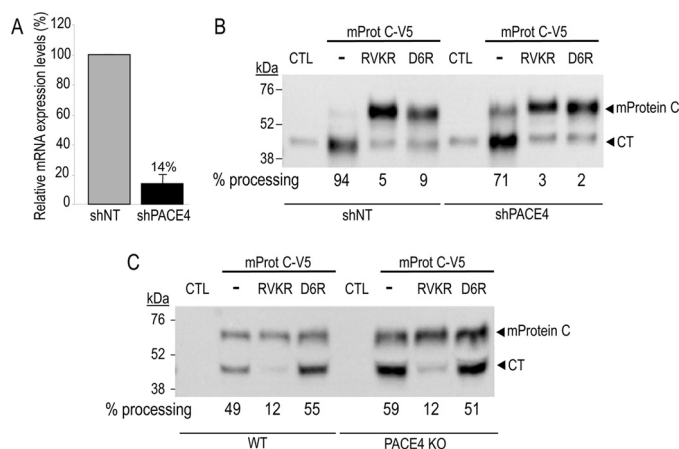 A
Relative mRNA expression levels (%)
120
100
80
60
40
20
0
14%
shNT
shPACE4
B
mProt C-V5
mProt C-V5
CTL
-
RVKR
D6R
CTL
-
RVKR
D6R
kDa
76
52
38
mProtein C
CT
% processing
94
5
9
71
3
2
shNT
shPACE4
C
mProt C-V5
mProt C-V5
CTL
-
RVKR
D6R
CTL
-
RVKR
D6R
kDa
76
52
38
mProtein C
CT
% processing
49
12
55
59
12
51
WT
PACE4 KO